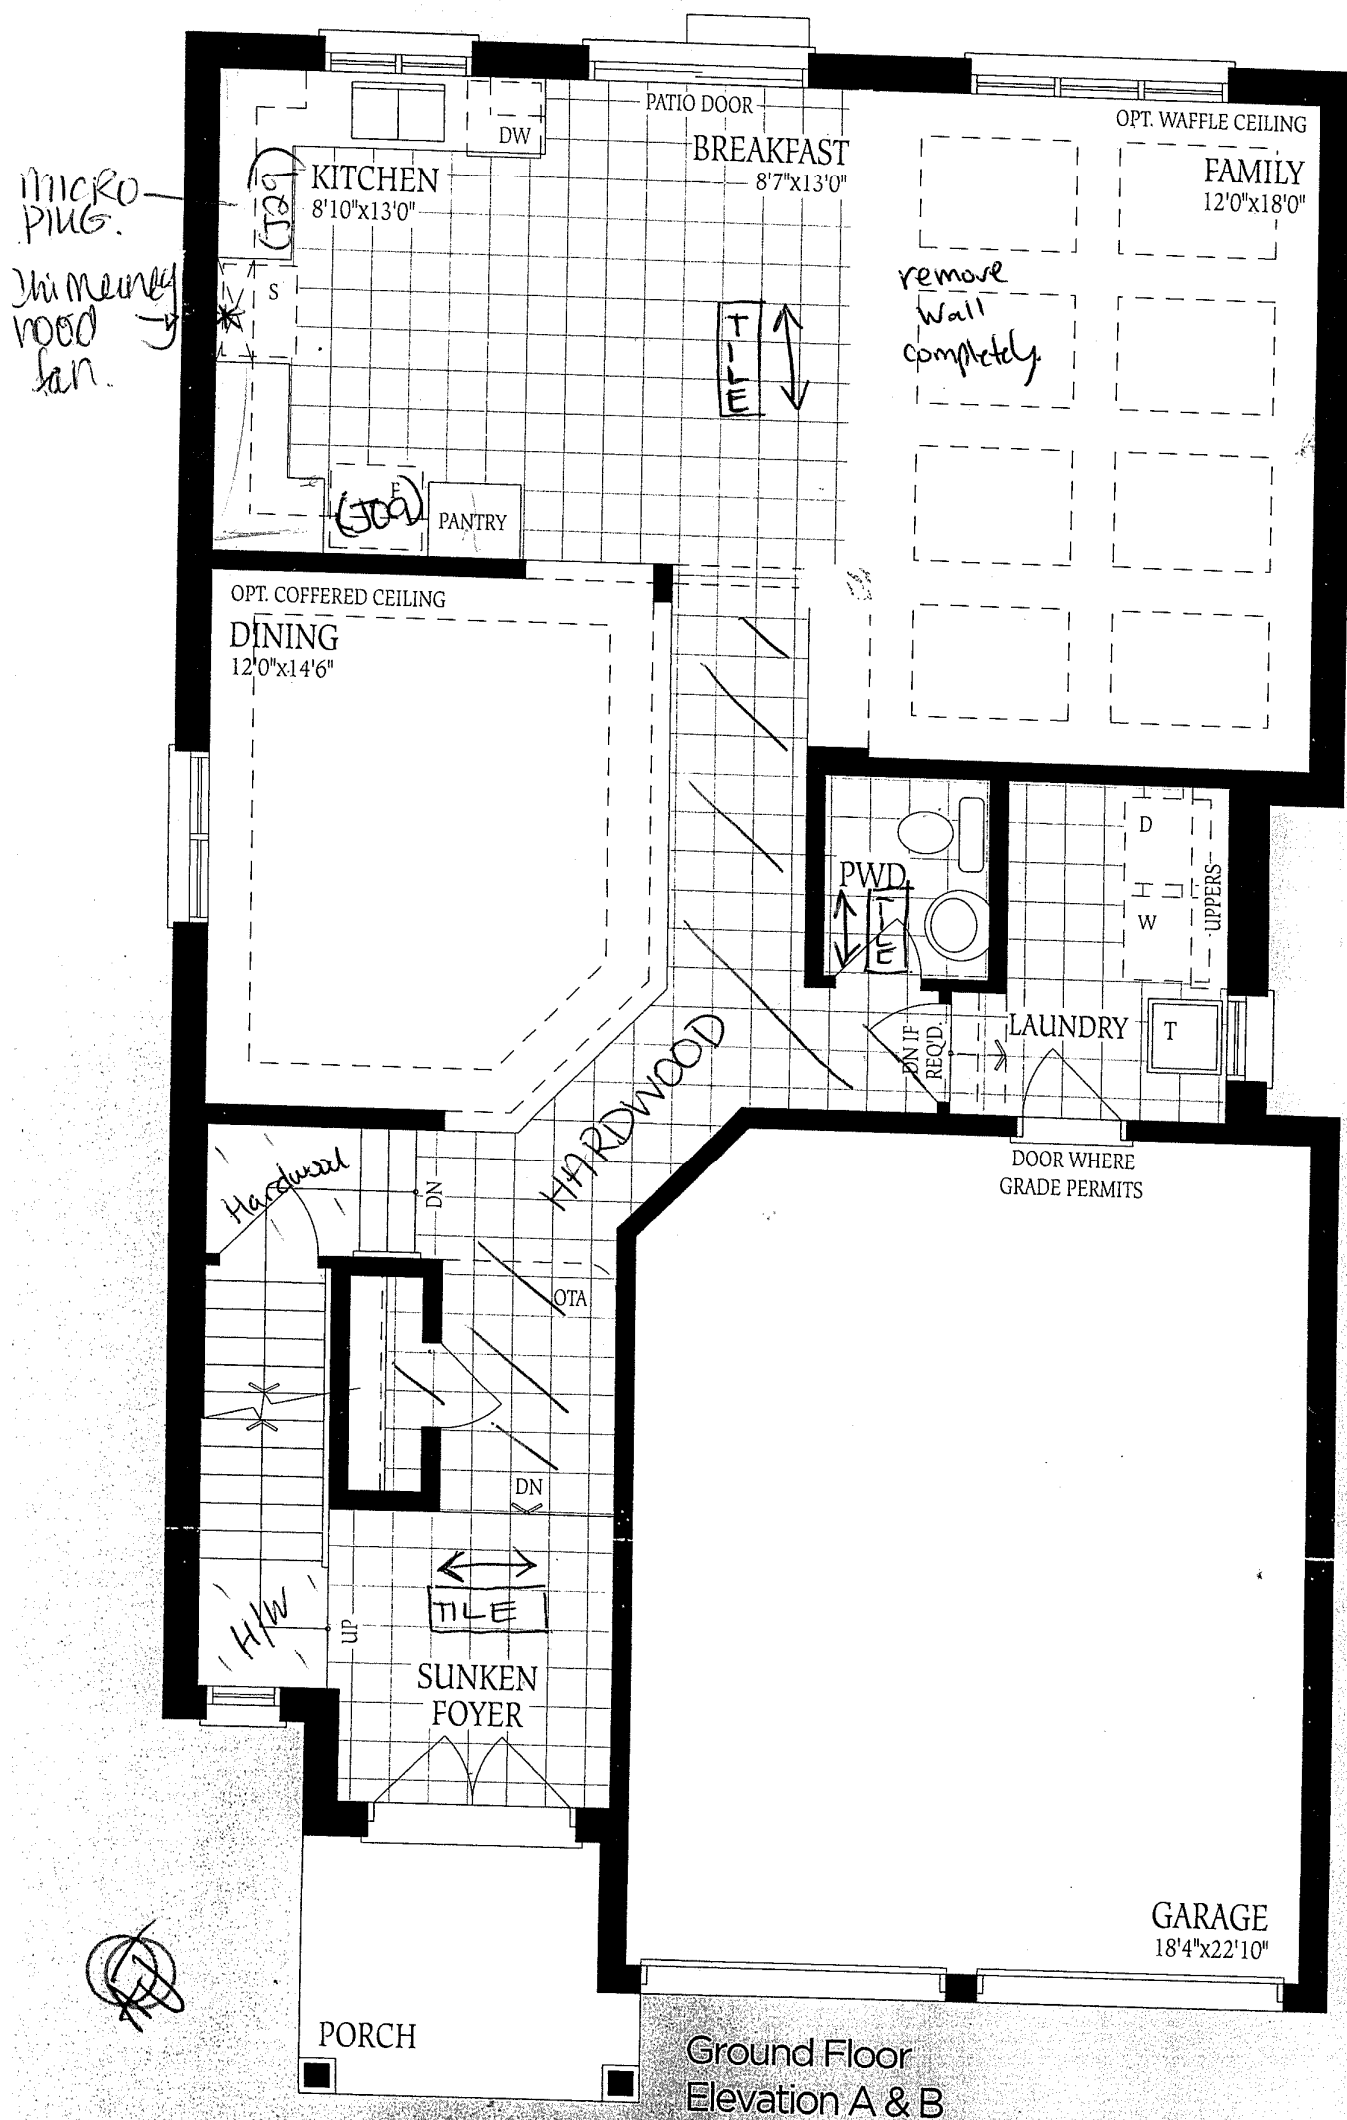 PATIO DOOR
OPT. WAFFLE CEILING
DW
BREAKFAST
8'7"x13'0"
FAMILY
12'0"x18'0"
MICRO
PLUG.
(J26)
KITCHEN
8'10"x13'0"
hood
fan.
S
TILE
remove
wall
completely.
F
(J09)
PANTRY
OPT. COFFERED CEILING
DINING
12'0"x14'6"
D
W
UPPERS
PWD
TILE
LAUNDRY
T
DN IF
REQ'D.
HARDWOOD
DOOR WHERE
GRADE PERMITS
Hardwood
DN
OTA
DN
TILE
H/W
UP
SUNKEN
FOYER
GARAGE
18'4"x22'10"
PORCH
Ground Floor
Elevation A & B